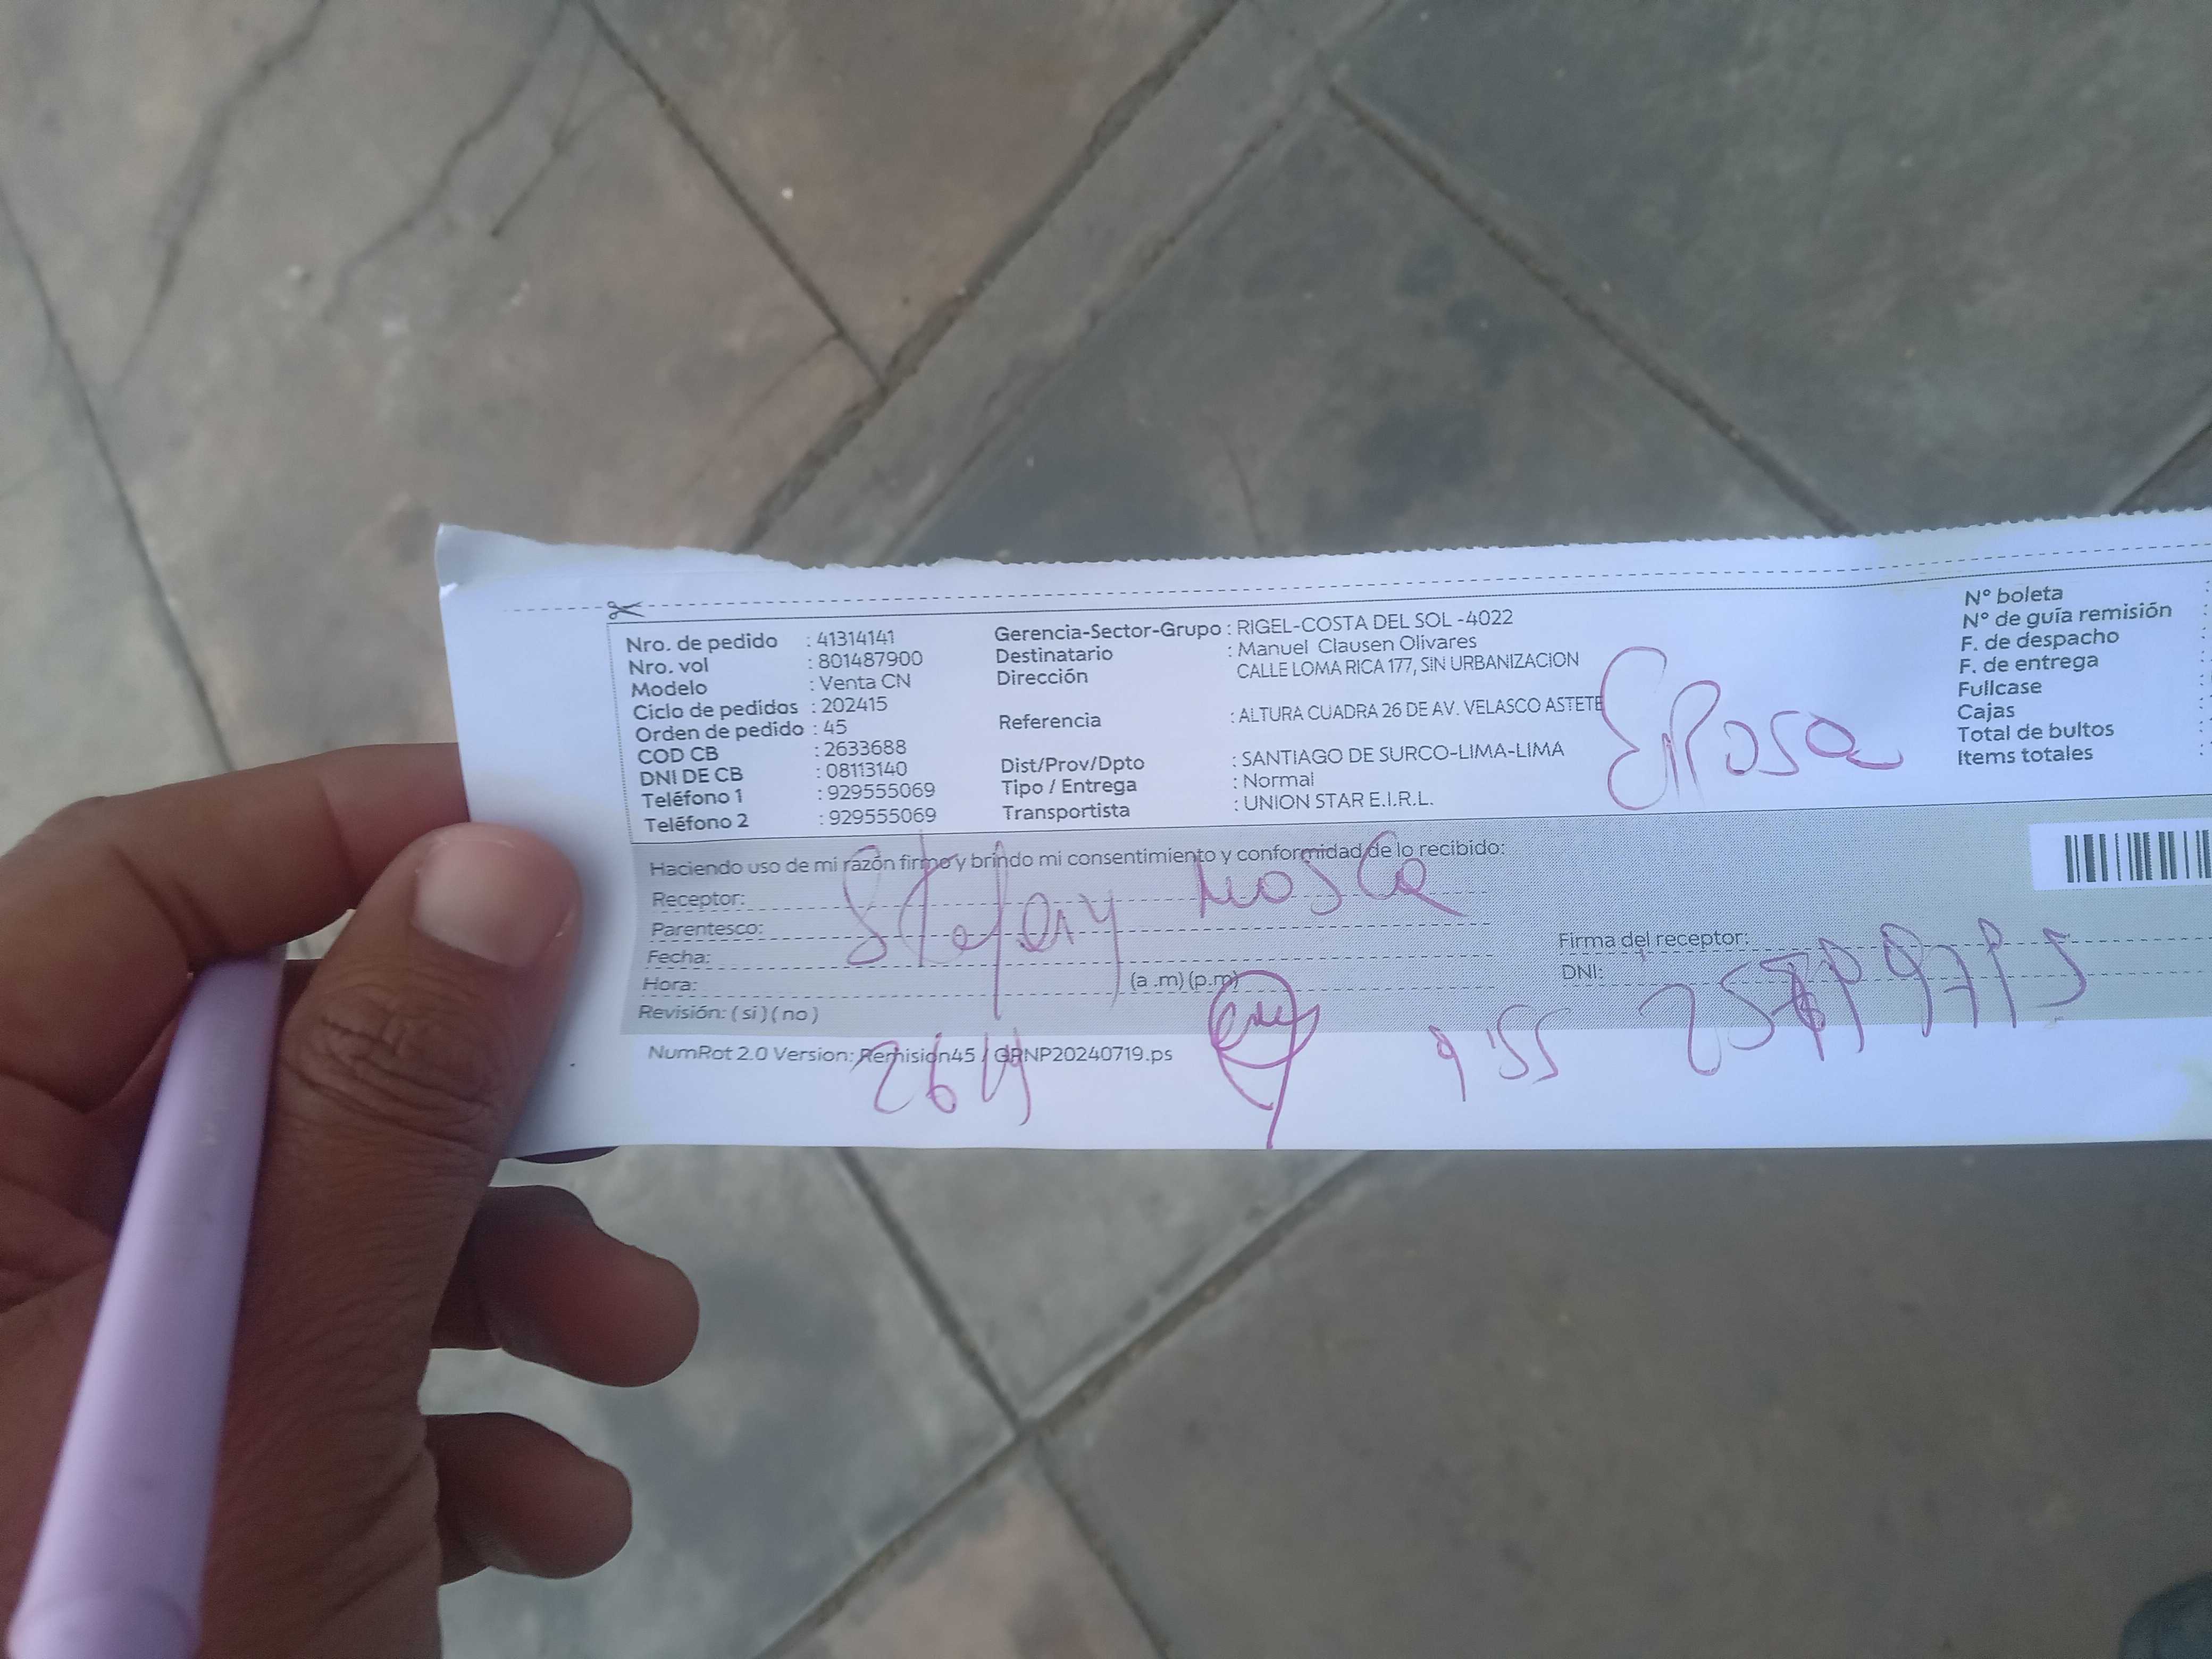 Nro. de pedido : 41314141
Nro. vol : 801487900
Modelo : Venta CN
Ciclo de pedidos : 202415
Orden de pedido : 45
COD CB : 2633688
DNI DE CB : 08113140
Teléfono 1 : 929555069
Teléfono 2 : 929555069
Gerencia-Sector-Grupo : RIGEL-COSTA DEL SOL -4022
Destinatario : Manuel Clausen Olivares
Dirección CALLE LOMA RICA 177, SIN URBANIZACION
Referencia : ALTURA CUADRA 26 DE AV. VELASCO ASTETE
Dist/Prov/Dpto : SANTIAGO DE SURCO-LIMA-LIMA
Tipo / Entrega : Normal
Transportista : UNION STAR E.I.R.L.
Esposa
N° boleta :
N° de guía remisión :
F. de despacho :
F. de entrega :
Fullcase :
Cajas :
Total de bultos :
Items totales :
Haciendo uso de mi razón firmo y brindo mi consentimiento y conformidad de lo recibido:
Receptor:
Parentesco:
Fecha:
Hora: (a .m) (p.m)
Revisión: ( si ) ( no )
Stefany
Firma del receptor:
DNI:
NumRot 2.0 Version: Remision45 / GRNP20240719.ps